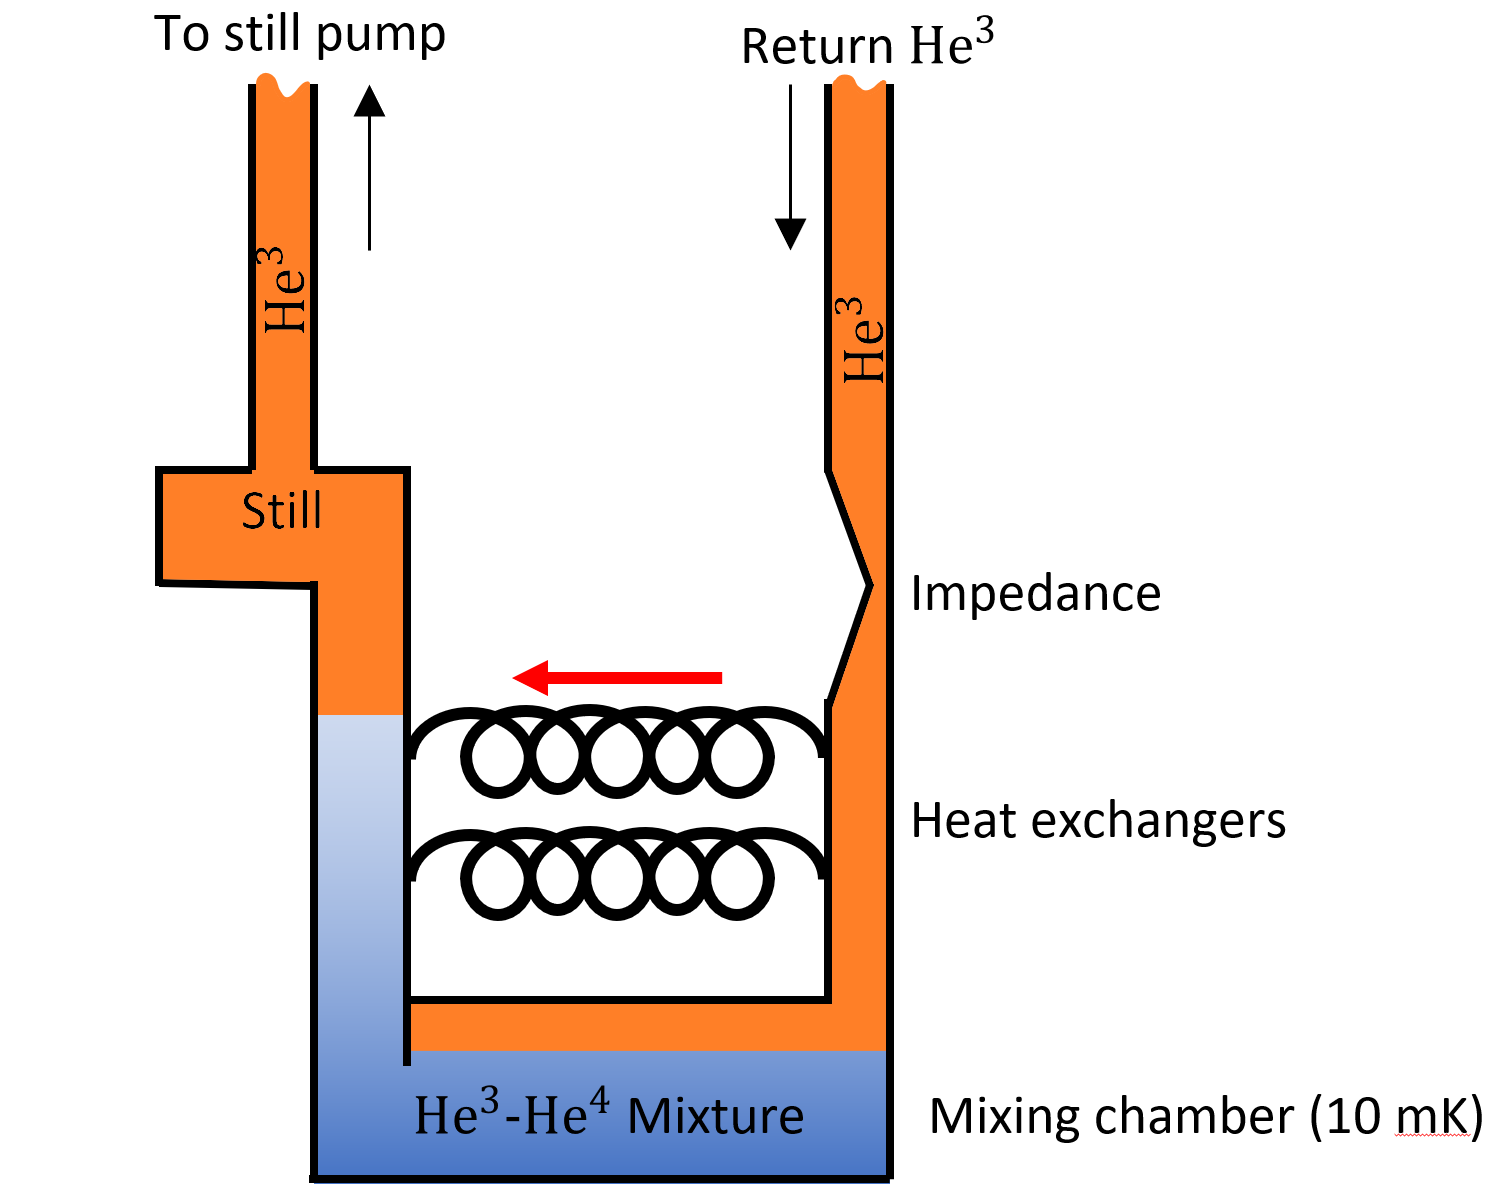 To still pump
Return He³
He³
He³
Still
Impedance
Heat exchangers
He³-He⁴ Mixture
Mixing chamber (10 mK)